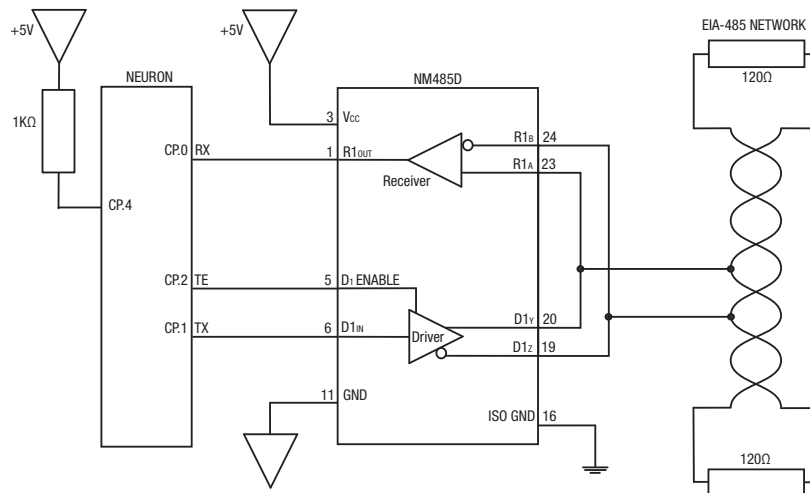 +5V
+5V
EIA-485 NETWORK
120Ω
NEURON
NM485D
1KΩ
3 Vcc
CP.0 RX
1 R1OUT
R1B 24
R1A 23
Receiver
CP.4
CP.2 TE
5 D1 ENABLE
CP.1 TX
6 D1IN
Driver
D1Y 20
D1Z 19
11 GND
ISO GND 16
120Ω